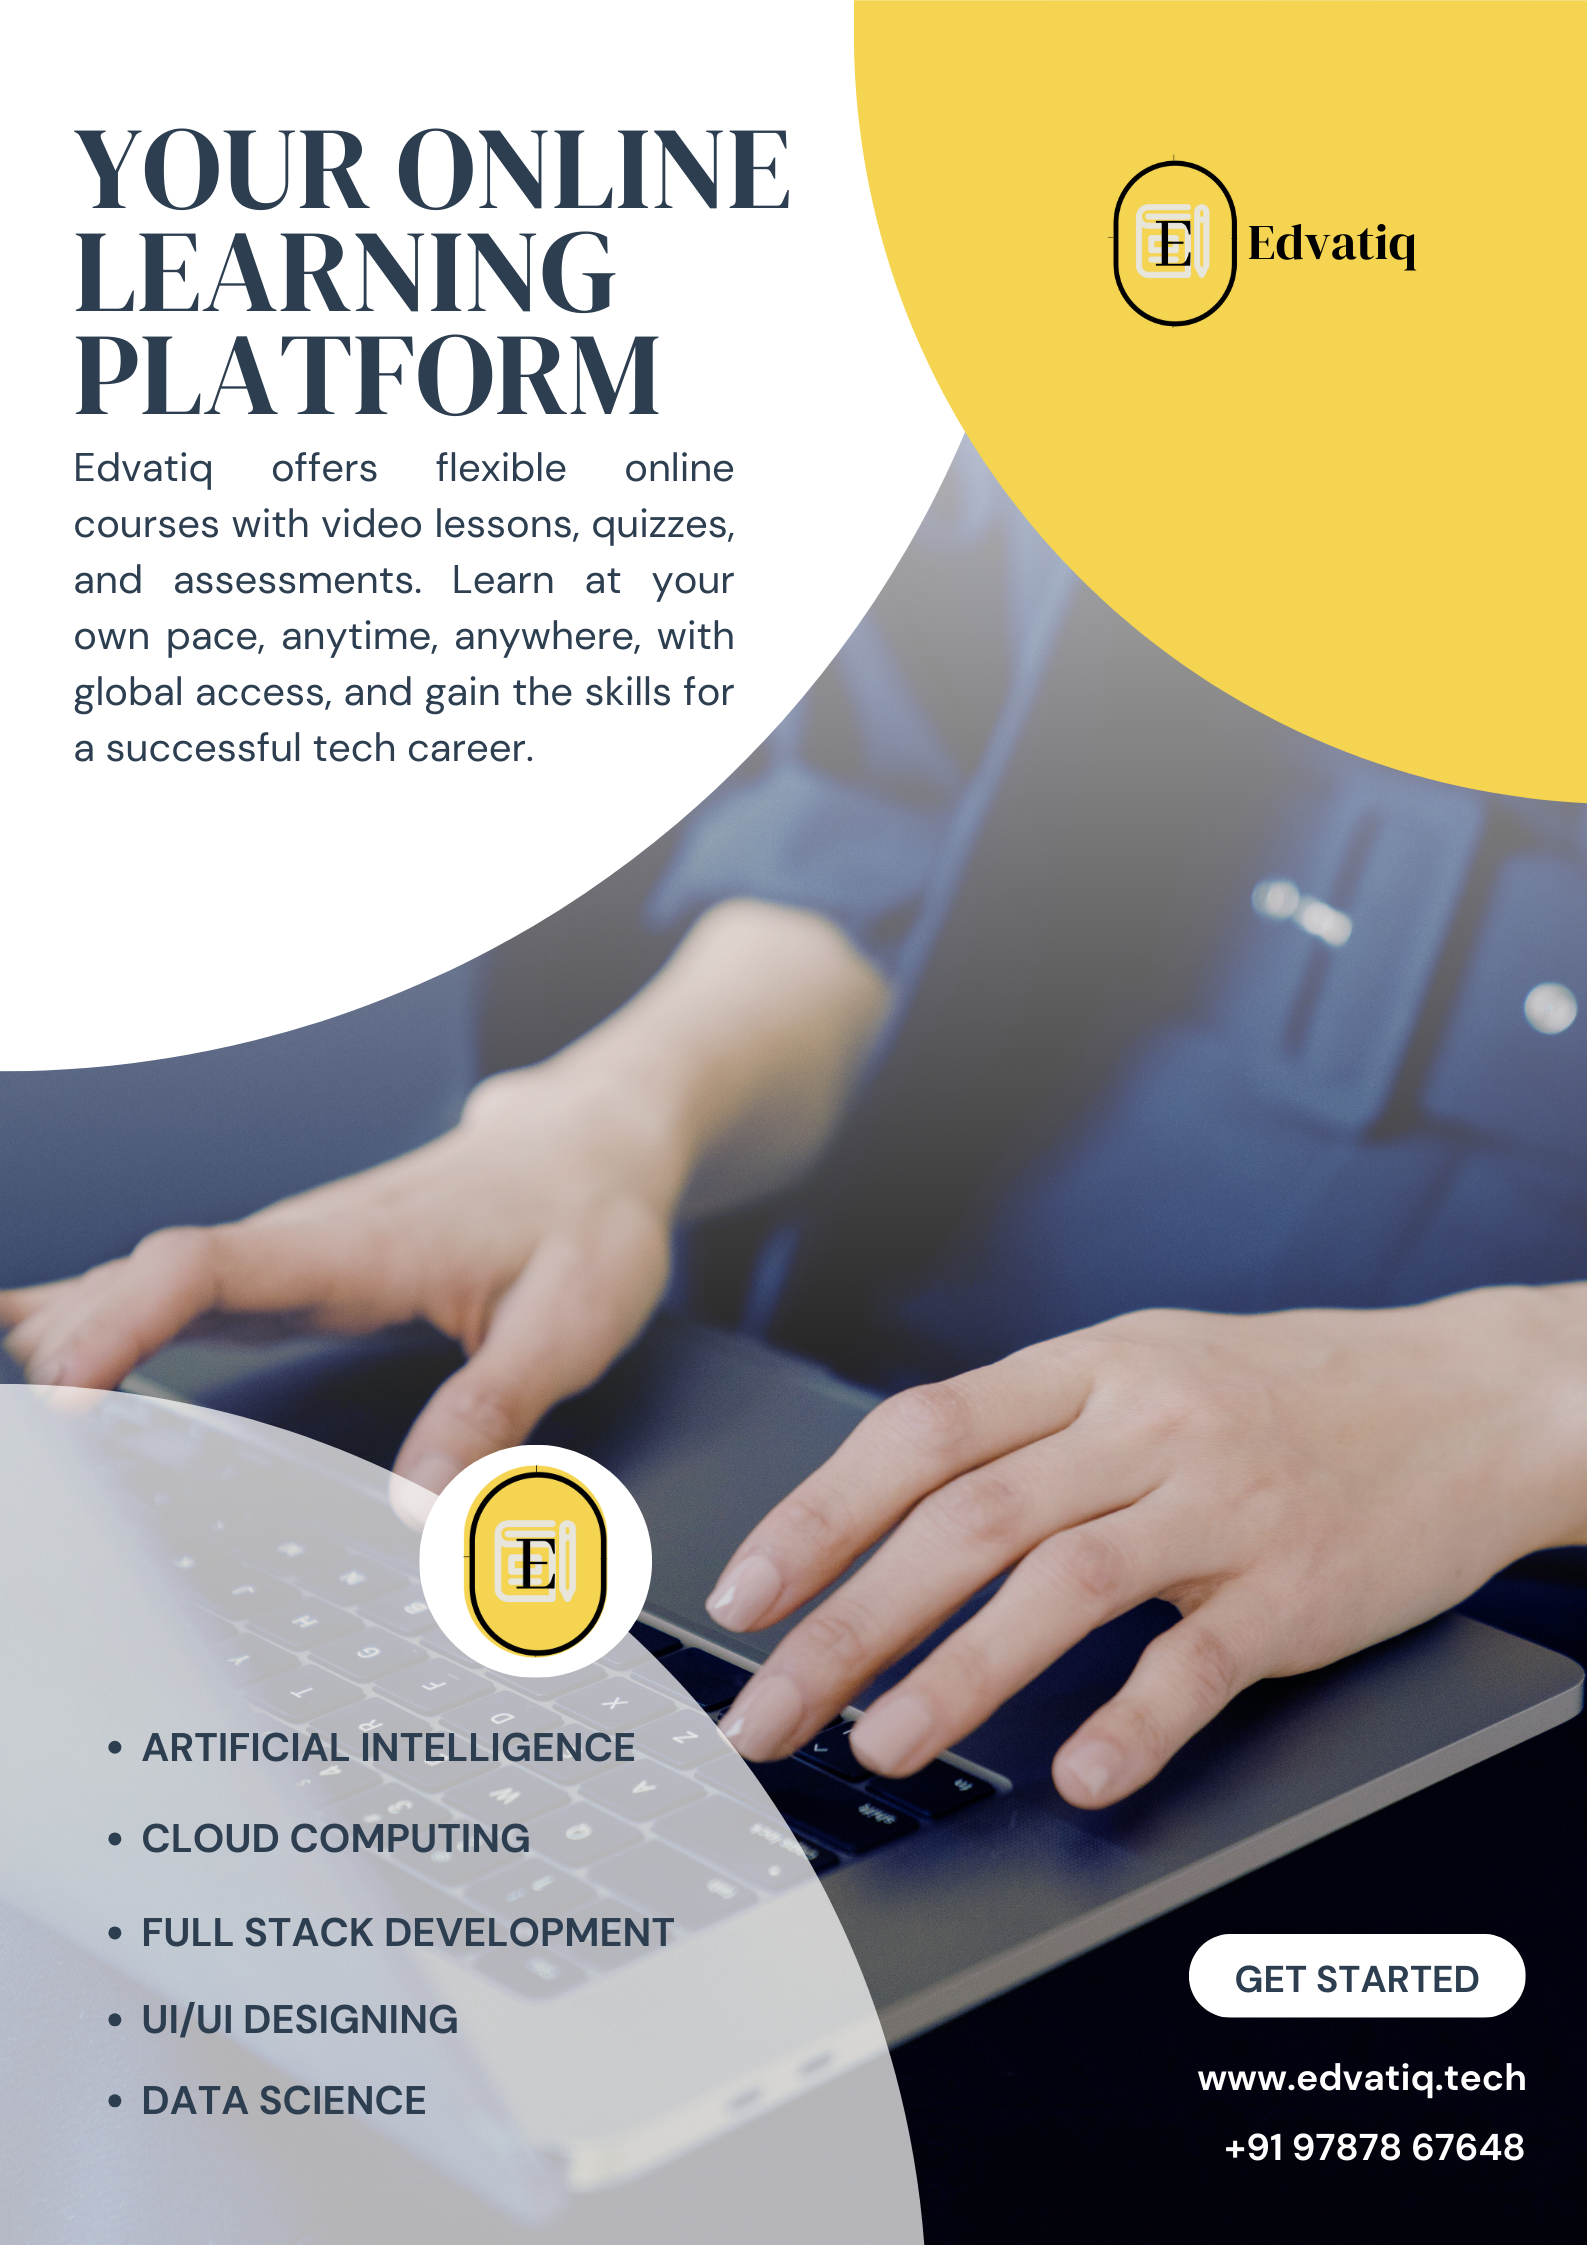 YOUR ONLINE
LEARNING
PLATFORM
Edvatiq offers flexible online
courses with video lessons, quizzes,
and assessments. Learn at your
own pace, anytime, anywhere, with
global access, and gain the skills for
a successful tech career.
E
Edvatiq
E
• ARTIFICIAL INTELLIGENCE
• CLOUD COMPUTING
• FULL STACK DEVELOPMENT
• UI/UI DESIGNING
• DATA SCIENCE
GET STARTED
www.edvatiq.tech
+91 97878 67648